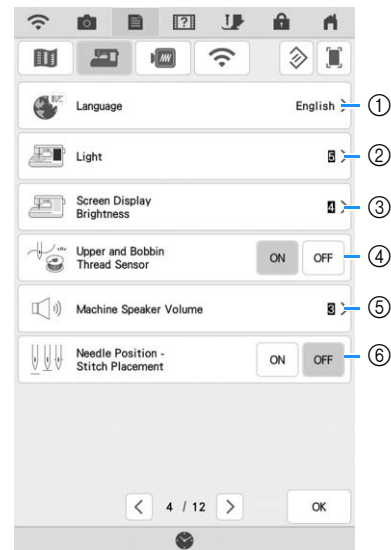 Language English ①
Light 5 ②
Screen Display
Brightness 4 ③
Upper and Bobbin
Thread Sensor ON OFF ④
Machine Speaker Volume 3 ⑤
Needle Position -
Stitch Placement ON OFF ⑥
4 / 12
OK